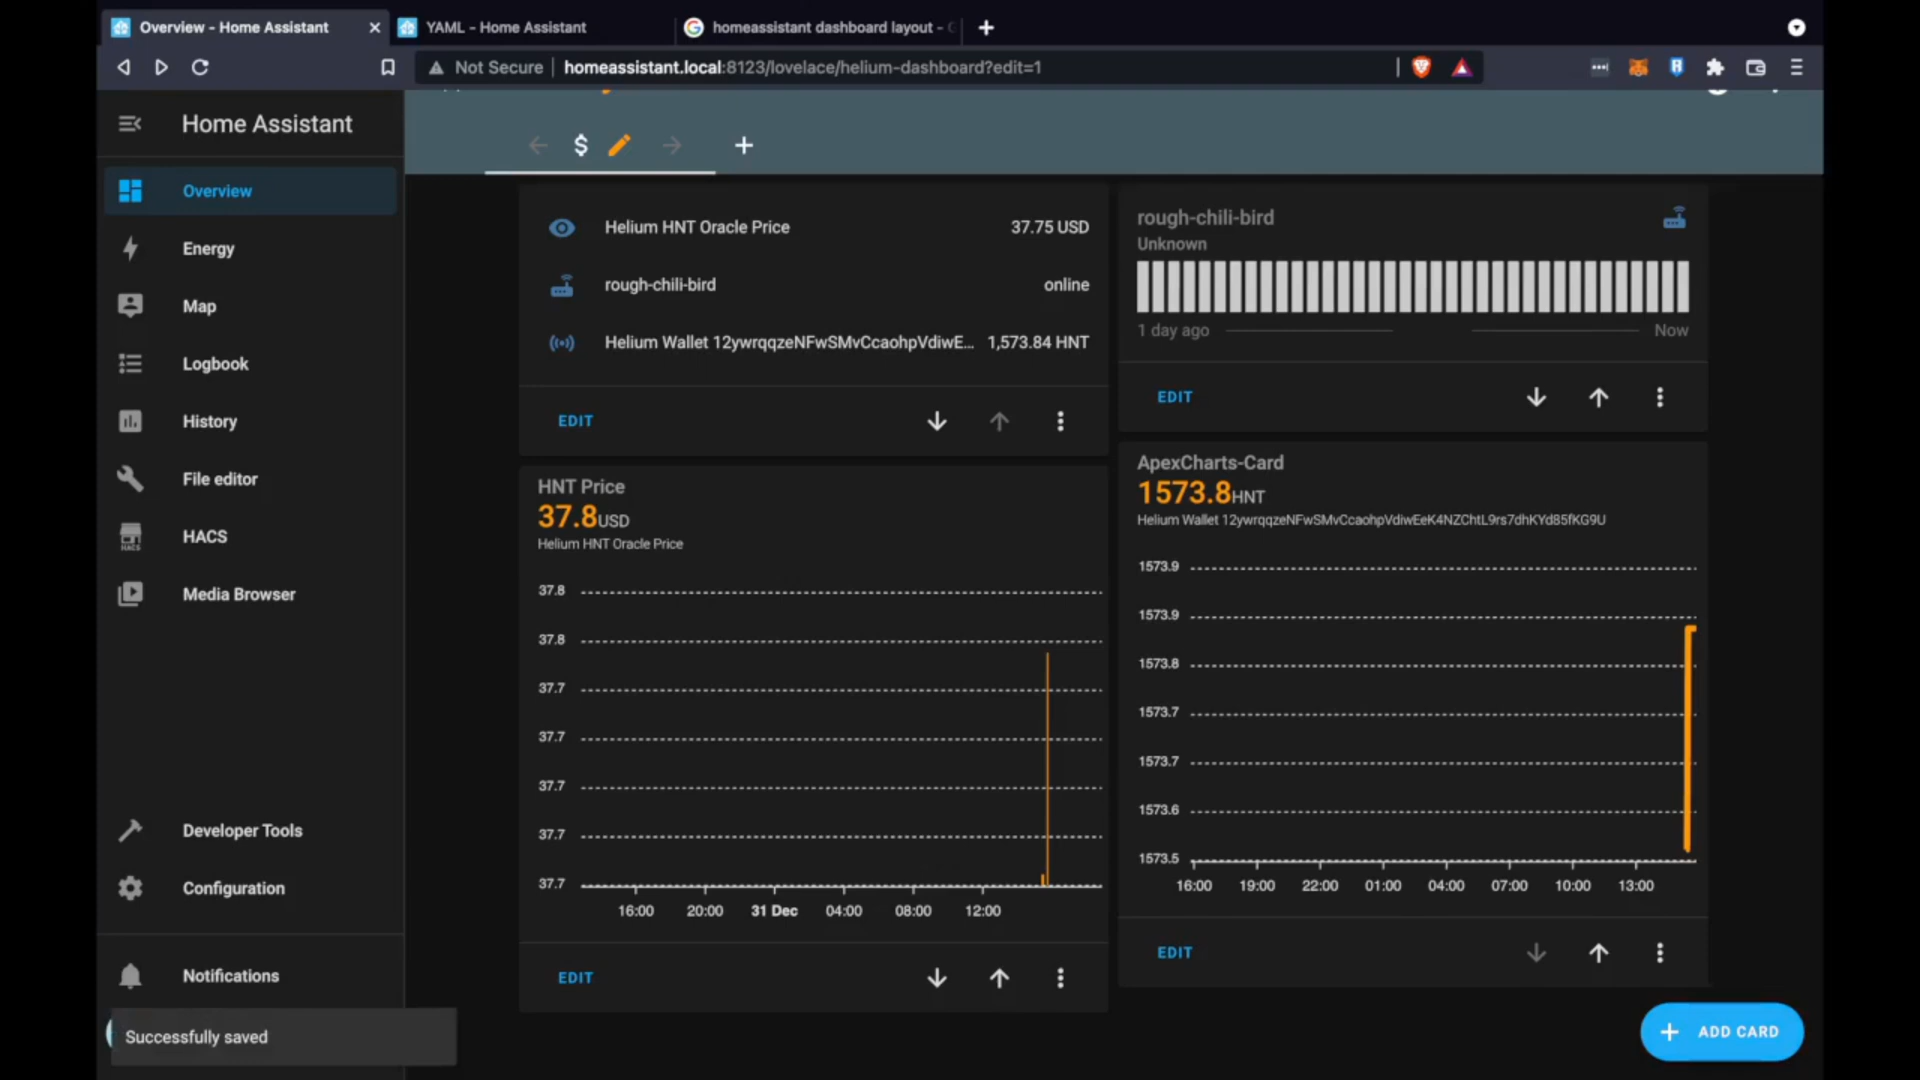 Overview - Home Assistant
YAML - Home Assistant
homeassistant dashboard layout -
Not Secure
homeassistant.local:8123/lovelace/helium-dashboard?edit=1
Home Assistant
Overview
Energy
Map
Logbook
History
File editor
HACS
HACS
Media Browser
Developer Tools
Configuration
Notifications
Successfully saved
$
Helium HNT Oracle Price 37.75 USD
rough-chili-bird online
Helium Wallet 12ywrqqzeNFwSMvCcaohpVdiwE... 1,573.84 HNT
EDIT
HNT Price
37.8USD
Helium HNT Oracle Price
37.8
37.8
37.7
37.7
37.7
37.7
37.7
16:00 20:00 31 Dec 04:00 08:00 12:00
EDIT
rough-chili-bird
Unknown
1 day ago Now
EDIT
ApexCharts-Card
1573.8HNT
Helium Wallet 12ywrqqzeNFwSMvCcaohpVdiwEeK4NZChtL9rs7dhKYd85fKG9U
1573.9
1573.9
1573.8
1573.7
1573.7
1573.6
1573.5
16:00 19:00 22:00 01:00 04:00 07:00 10:00 13:00
EDIT
ADD CARD